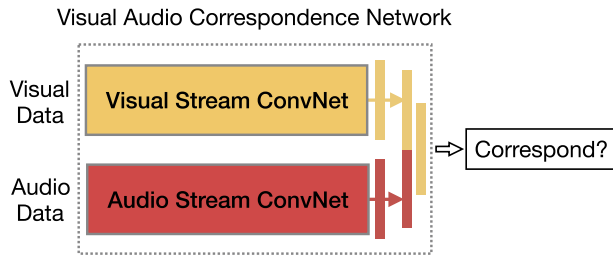 Visual Audio Correspondence Network
Visual
Data
Visual Stream ConvNet
Correspond?
Audio
Data
Audio Stream ConvNet